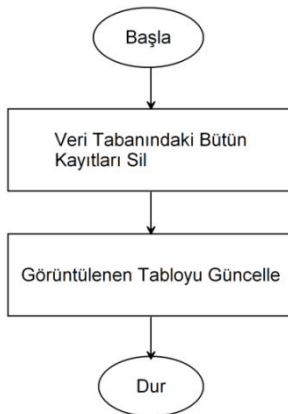 Başla
Veri Tabanındaki Bütün
Kayıtları Sil
Görüntülenen Tabloyu Güncelle
Dur